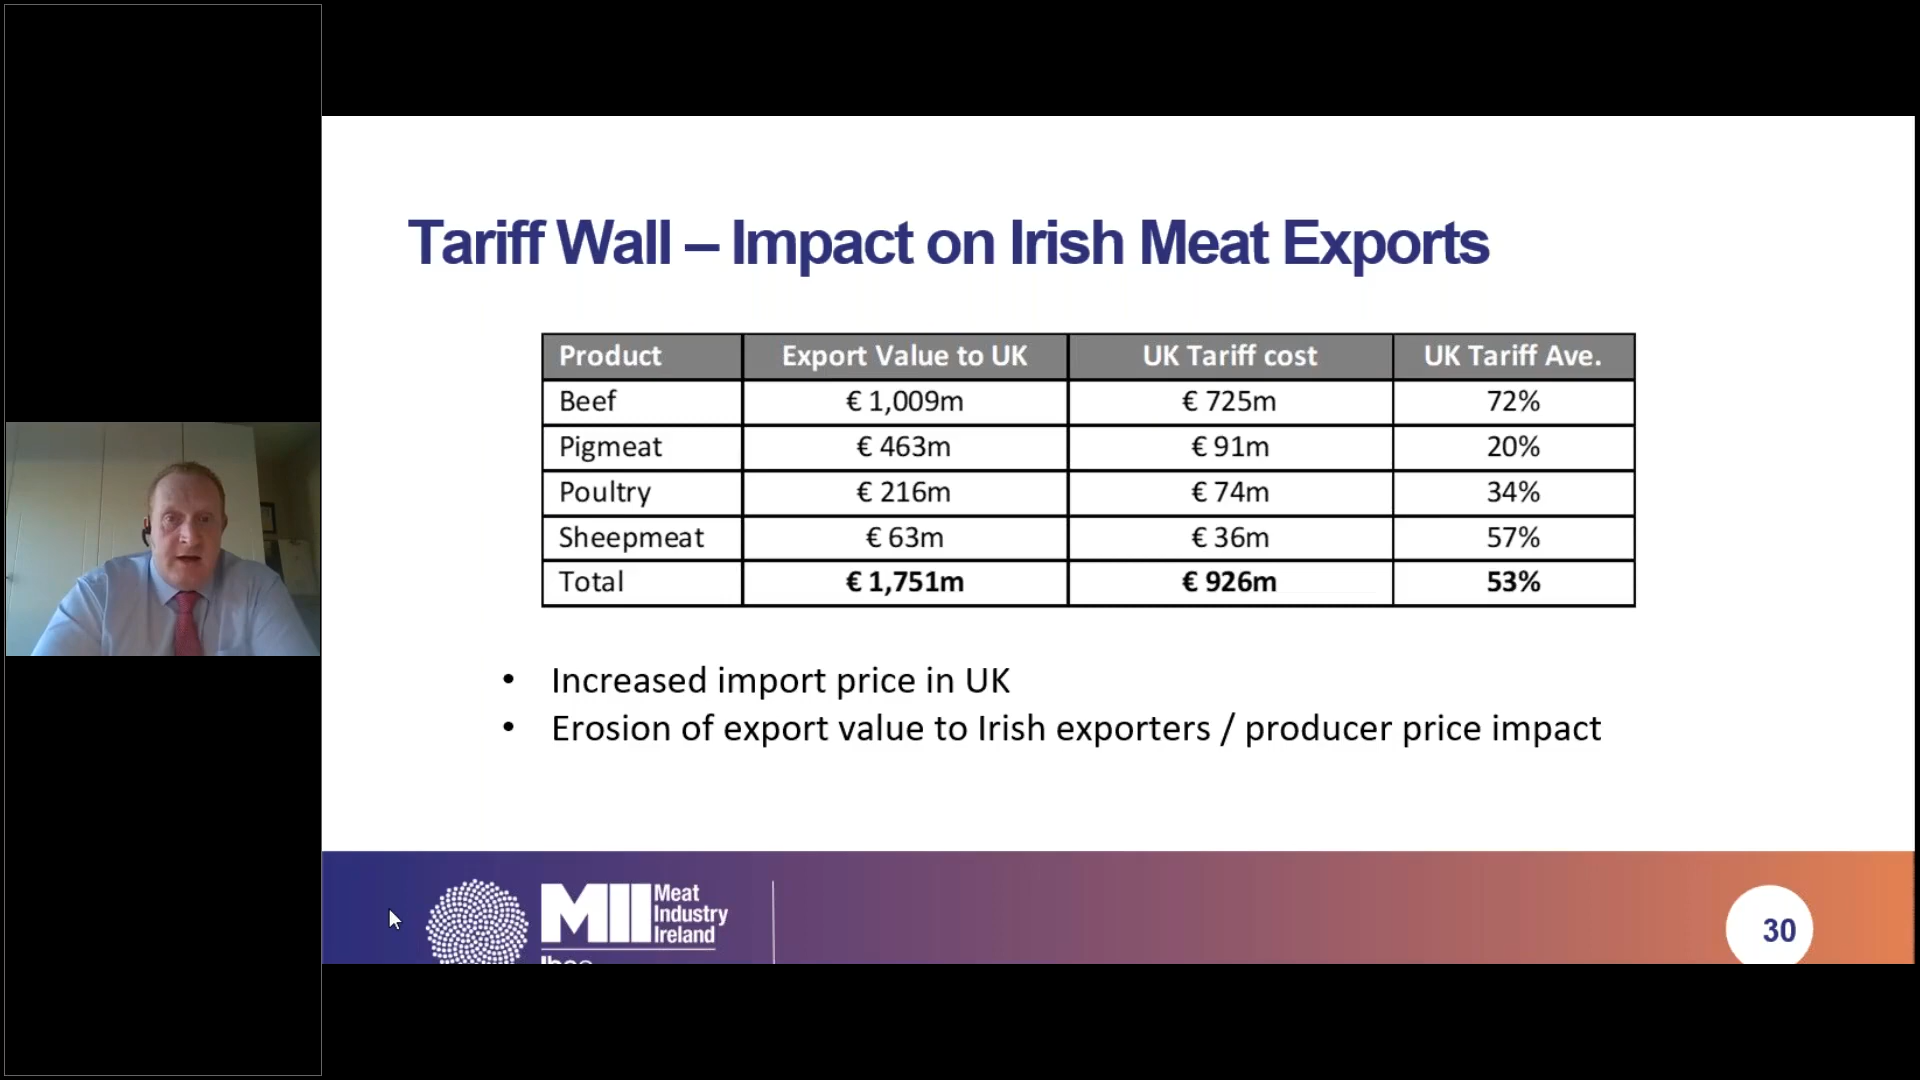 Tariff Wall – Impact on Irish Meat Exports
Product Export Value to UK UK Tariff cost UK Tariff Ave.
Beef € 1,009m € 725m 72%
Pigmeat € 463m € 91m 20%
Poultry € 216m € 74m 34%
Sheepmeat € 63m € 36m 57%
Total € 1,751m € 926m 53%
• Increased import price in UK
• Erosion of export value to Irish exporters / producer price impact
MII Meat
Industry
Ireland
30